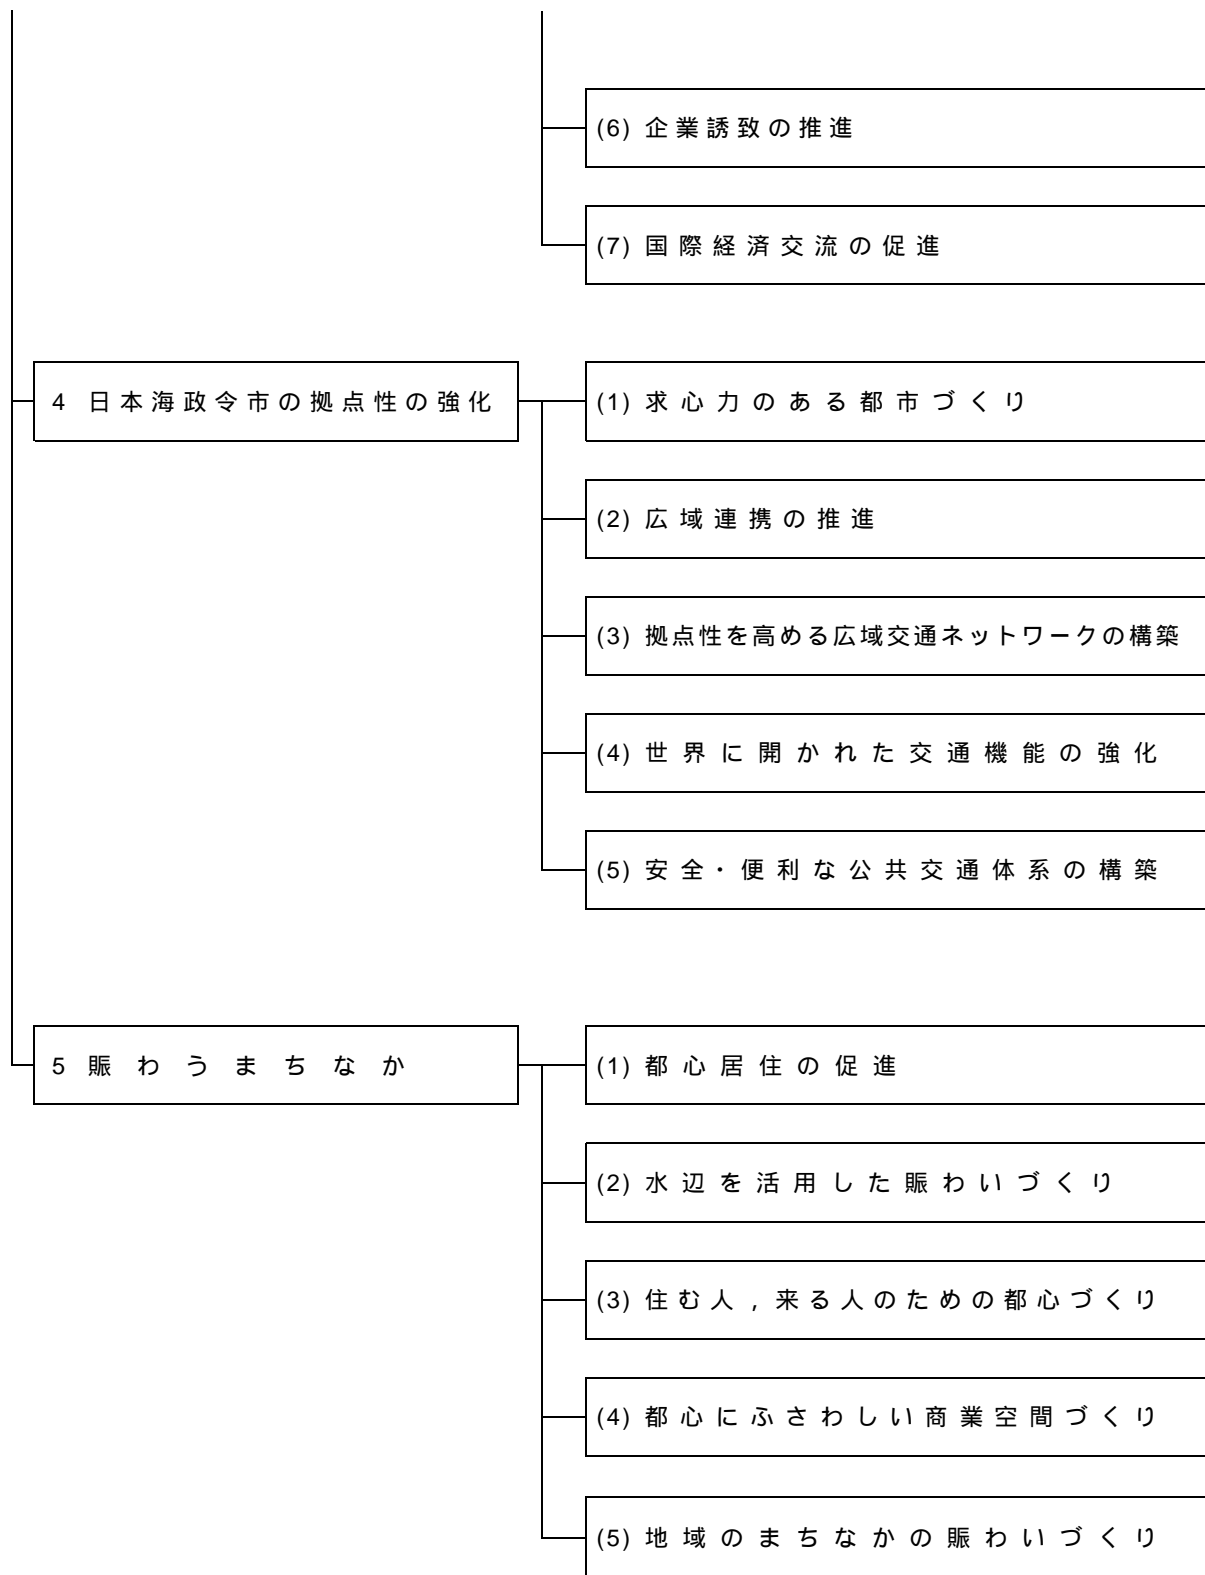 (6) 企業誘致の推進
(7) 国際経済交流の促進
4 日本海政令市の拠点性の強化
(1) 求心力のある都市づくり
(2) 広域連携の推進
(3) 拠点性を高める広域交通ネットワークの構築
(4) 世界に開かれた交通機能の強化
(5) 安全・便利な公共交通体系の構築
5 賑わうまちなか
(1) 都心居住の促進
(2) 水辺を活用した賑わいづくり
(3) 住む人，来る人のための都心づくり
(4) 都心にふさわしい商業空間づくり
(5) 地域のまちなかの賑わいづくり